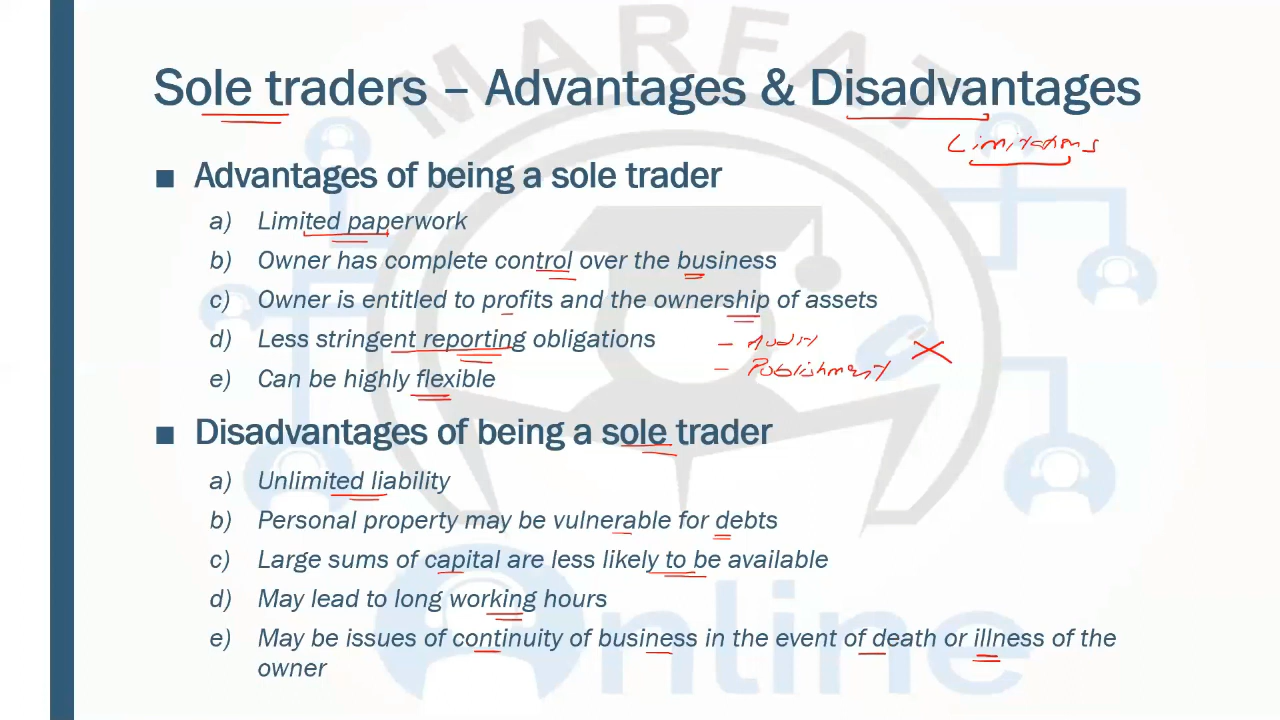 MARFAT
Sole traders – Advantages & Disadvantages
Limitations
■ Advantages of being a sole trader
a) Limited paperwork
b) Owner has complete control over the business
c) Owner is entitled to profits and the ownership of assets
d) Less stringent reporting obligations
– Audit
– Publishment
e) Can be highly flexible
■ Disadvantages of being a sole trader
a) Unlimited liability
b) Personal property may be vulnerable for debts
c) Large sums of capital are less likely to be available
d) May lead to long working hours
e) May be issues of continuity of business in the event of death or illness of the
owner
Online